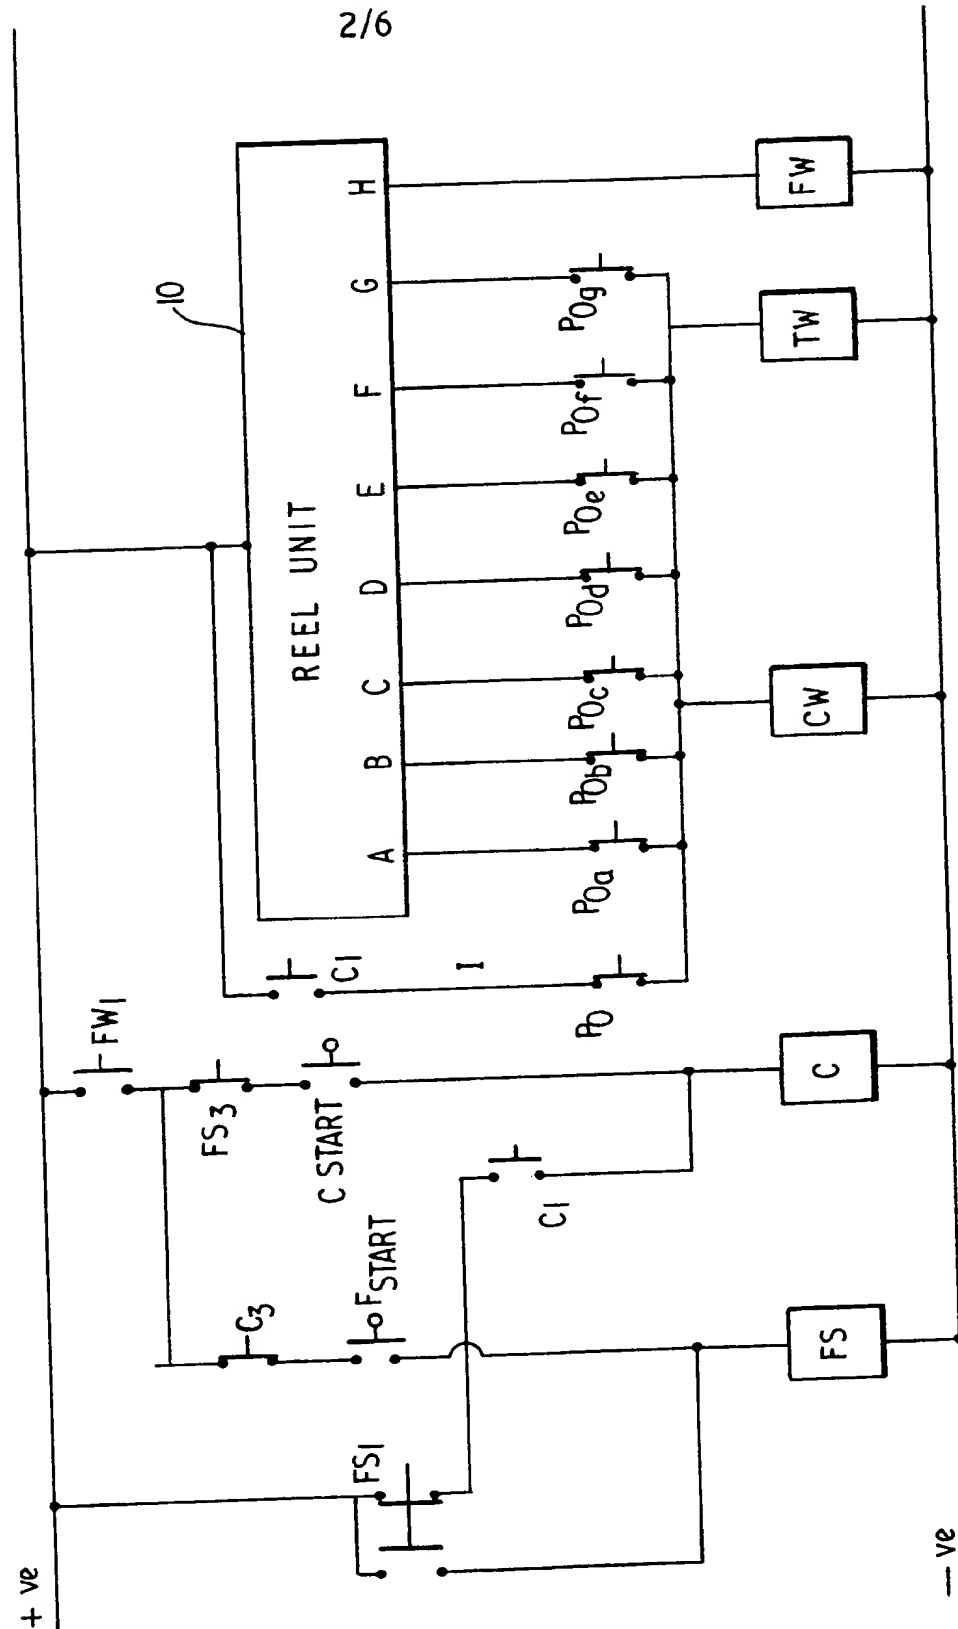 2/6
+ ve
FS1
C3
FSTART
FS
C1
FS3
C START
FW1
C
C1
I
P0
10
REEL UNIT
A
B
C
D
E
F
G
H
P0a
P0b
P0c
P0d
P0e
P0f
P0g
CW
TW
FW
– ve